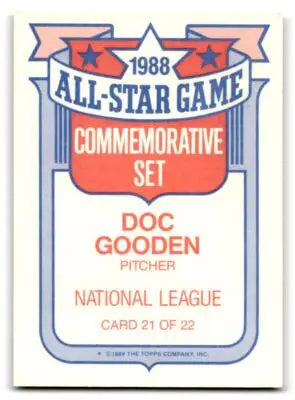 1988
ALL-STAR GAME
COMMEMORATIVE
SET
DOC
GOODEN
PITCHER
NATIONAL LEAGUE
CARD 21 OF 22
* ©1989 THE TOPPS COMPANY, INC.